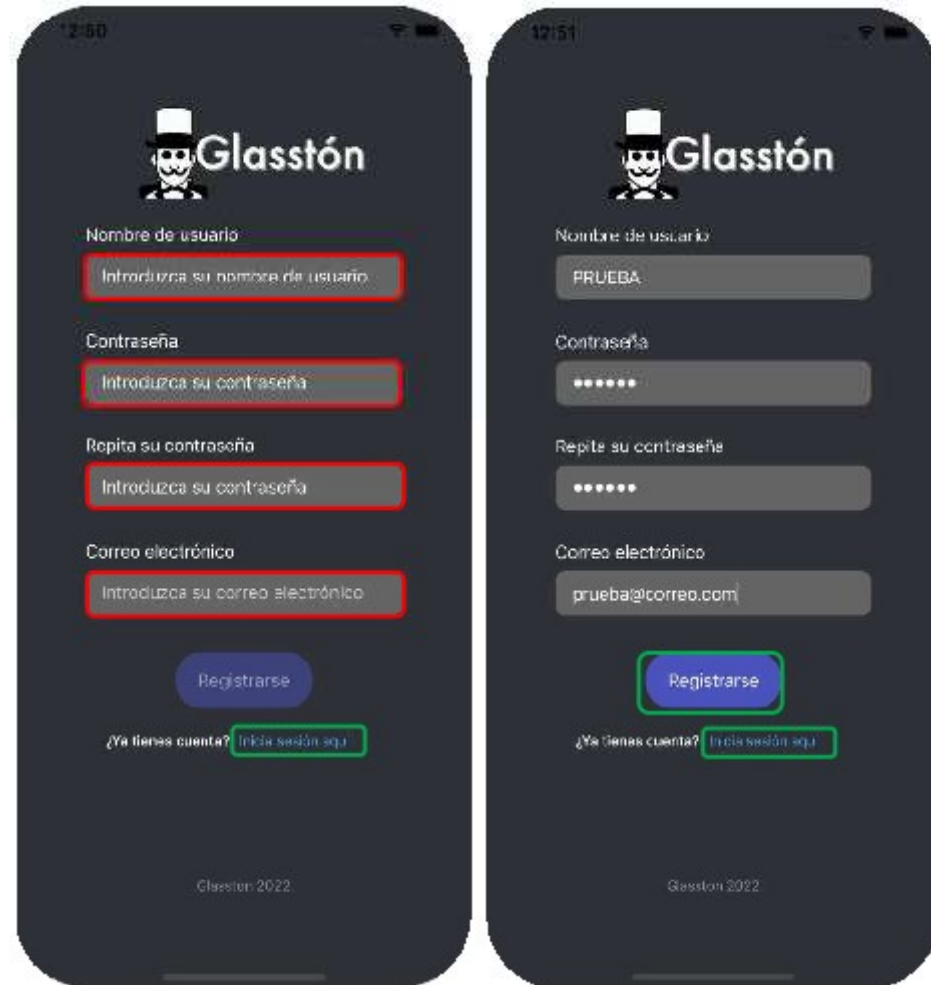 12:50
Glasstón
Nombre de usuario
Introduzca su nombre de usuario
Contraseña
Introduzca su contraseña
Repita su contraseña
Introduzca su contraseña
Correo electrónico
Introduzca su correo electrónico
Registrarse
¿Ya tienes cuenta? Inicia sesión aquí
Glasston 2022
12:51
Glasstón
Nombre de usuario
PRUEBA
Contraseña
••••••
Repita su contraseña
••••••
Correo electrónico
prueba@correo.com
Registrarse
¿Ya tienes cuenta? Inicia sesión aquí
Glasston 2022